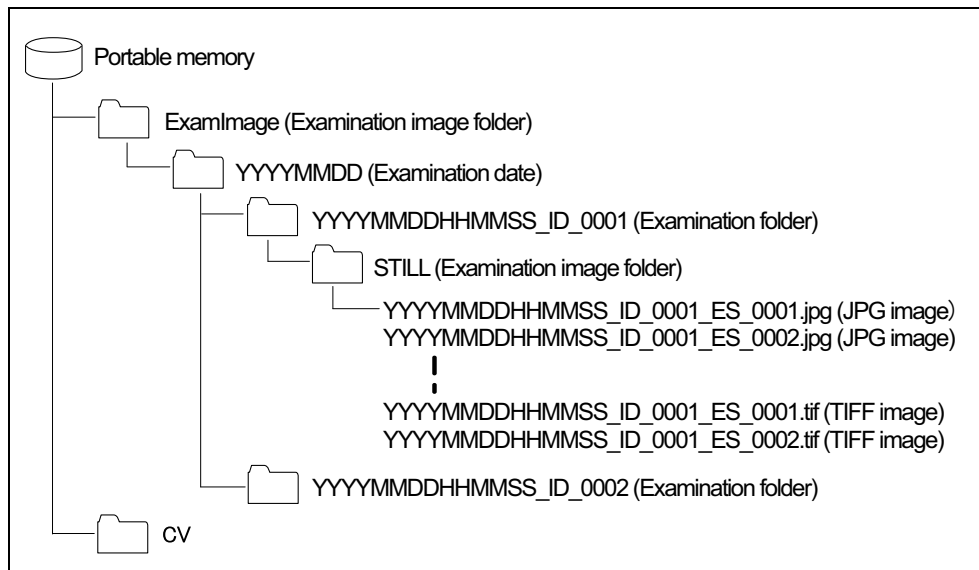 Portable memory
ExamImage (Examination image folder)
YYYYMMDD (Examination date)
YYYYMMDDHHMMSS_ID_0001 (Examination folder)
STILL (Examination image folder)
YYYYMMDDHHMMSS_ID_0001_ES_0001.jpg (JPG image）
YYYYMMDDHHMMSS_ID_0001_ES_0002.jpg (JPG image)
YYYYMMDDHHMMSS_ID_0001_ES_0001.tif (TIFF image)
YYYYMMDDHHMMSS_ID_0001_ES_0002.tif (TIFF image)
YYYYMMDDHHMMSS_ID_0002 (Examination folder)
CV